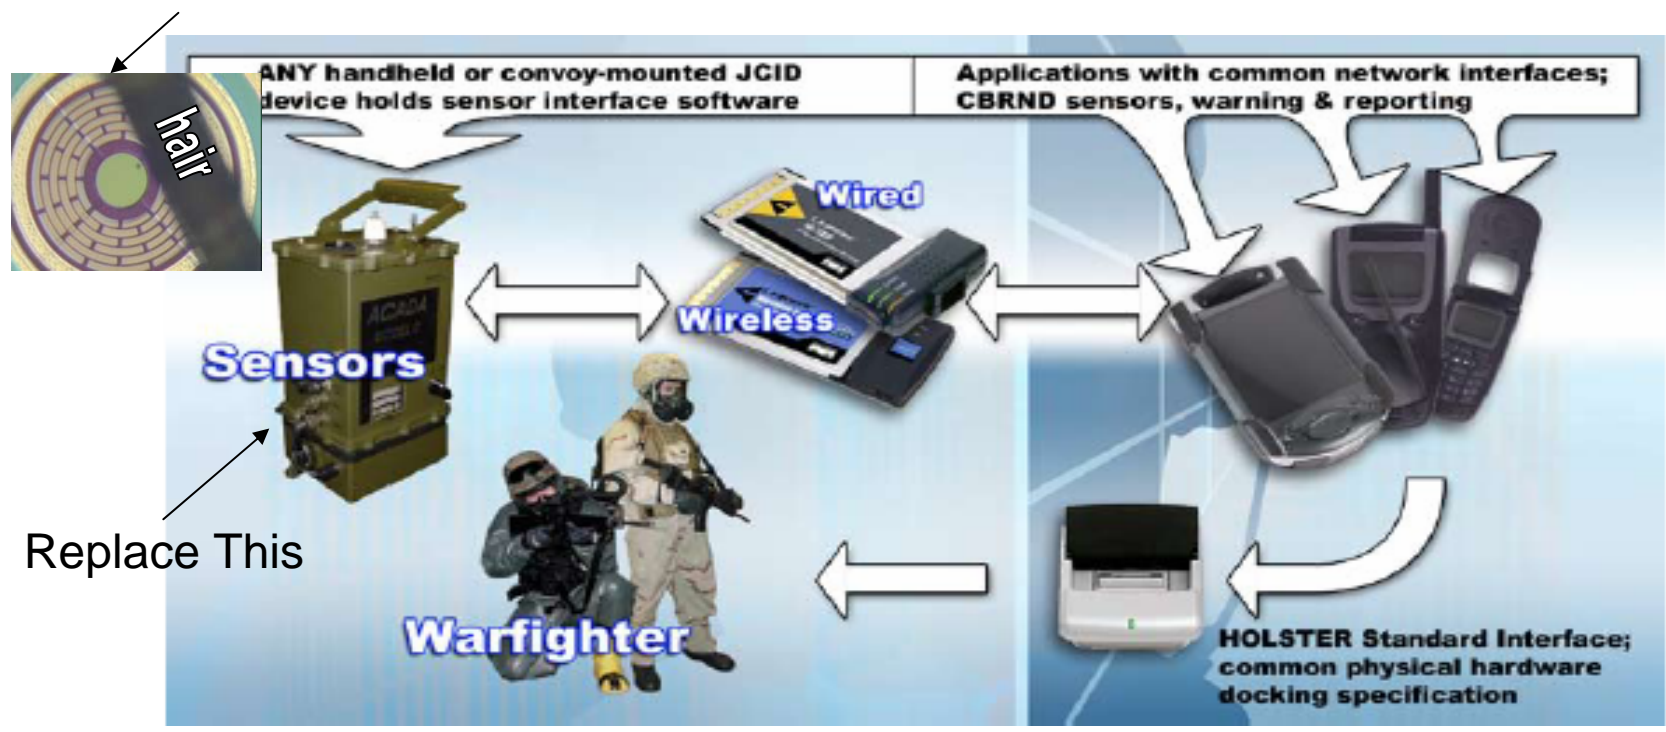 ANY handheld or convoy-mounted JCID
device holds sensor interface software
Applications with common network interfaces;
CBRND sensors, warning & reporting
hair
Wired
Wireless
ACADA
Sensors
Replace This
Warfighter
HOLSTER Standard Interface;
common physical hardware
docking specification